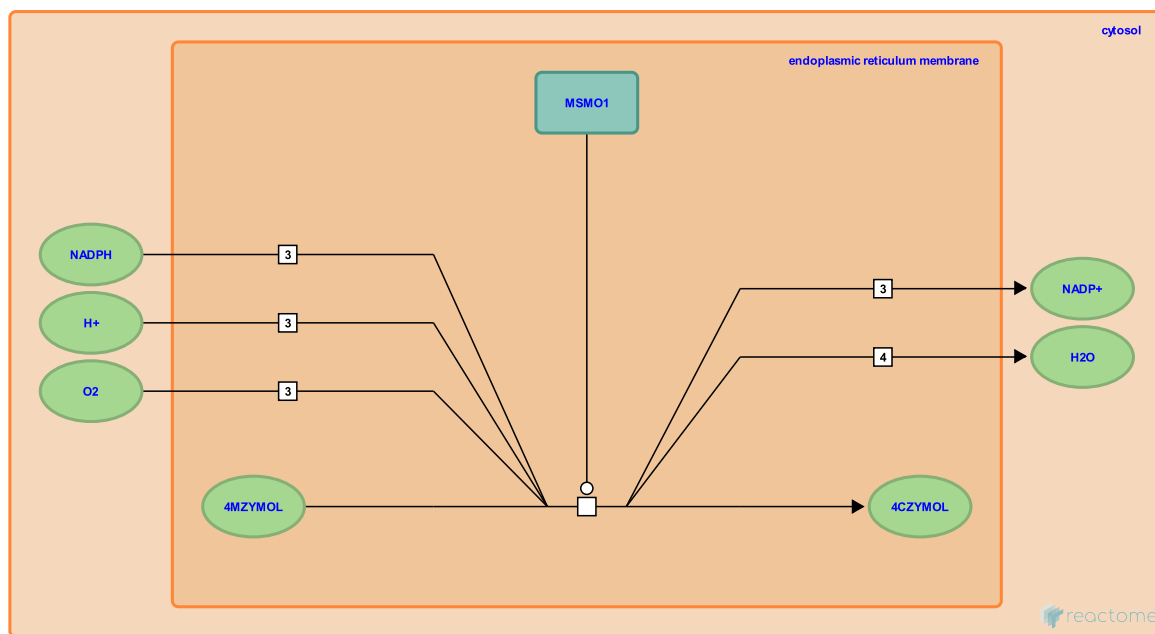 cytosol
endoplasmic reticulum membrane
MSMO1
NADPH
3
H+
3
O2
3
3
NADP+
4
H2O
4MZYMOL
4CZYMOL
reactome